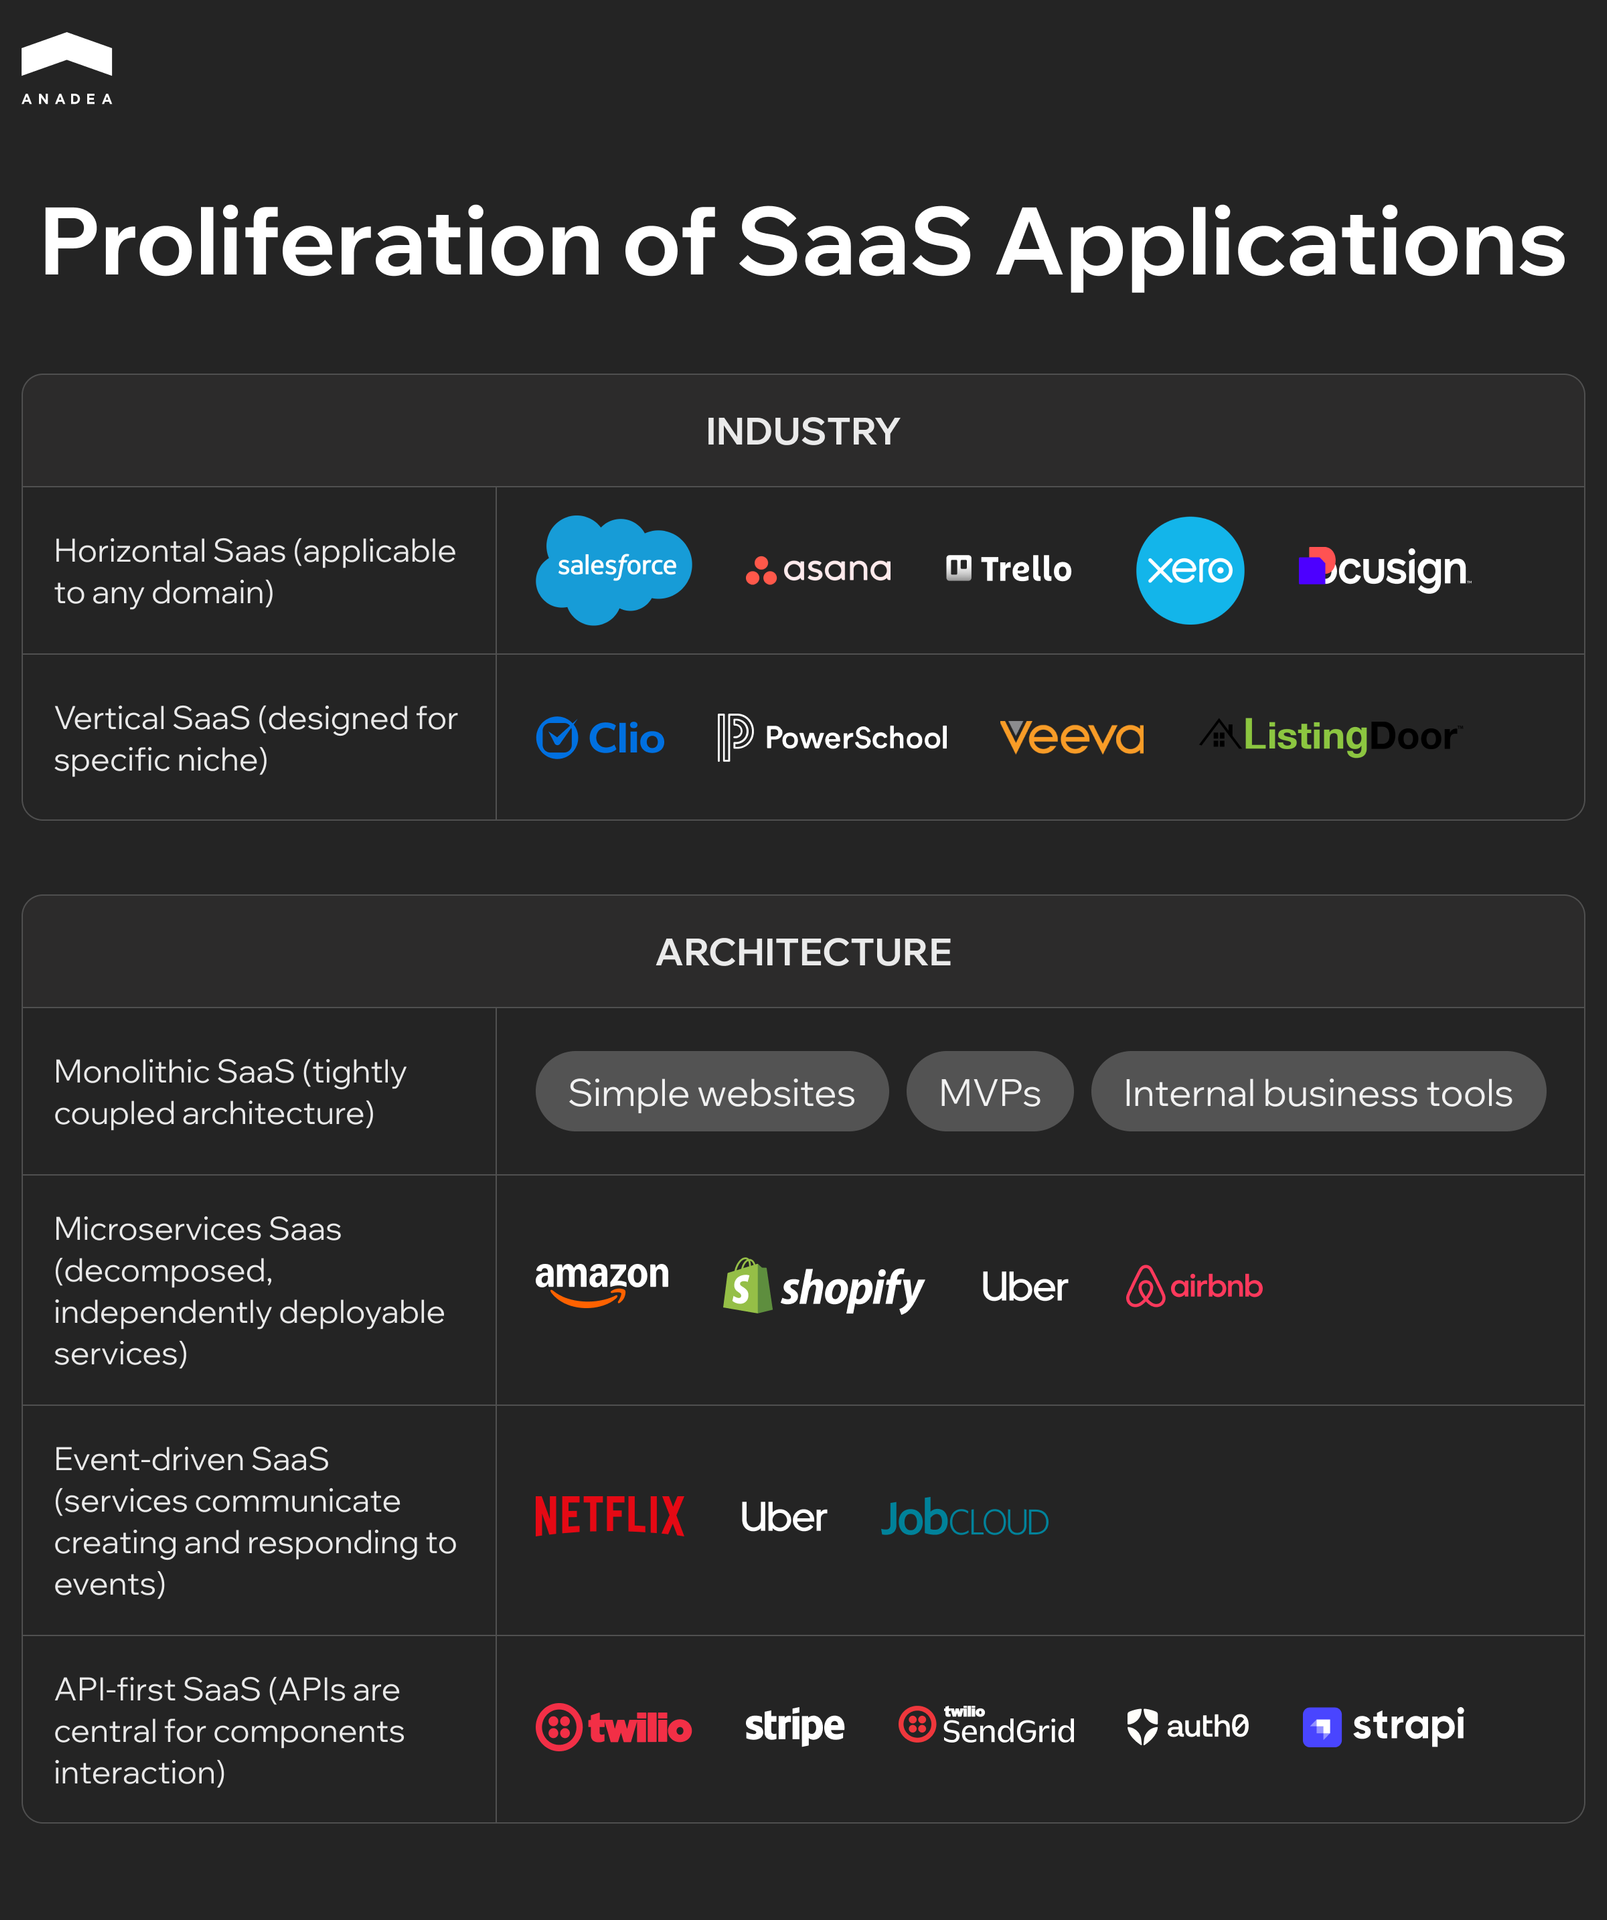 ANADEA
Proliferation of SaaS Applications
INDUSTRY
Horizontal Saas (applicable
to any domain)
salesforce
asana
Trello
xero
Docusign™
Vertical SaaS (designed for
specific niche)
Clio
PowerSchool
Veeva
ListingDoor™
ARCHITECTURE
Monolithic SaaS (tightly
coupled architecture)
Simple websites
MVPs
Internal business tools
Microservices Saas
(decomposed,
independently deployable
services)
amazon
shopify
Uber
airbnb
Event-driven SaaS
(services communicate
creating and responding to
events)
NETFLIX
Uber
JobCLOUD
API-first SaaS (APIs are
central for components
interaction)
twilio
stripe
twilio
SendGrid
auth0
strapi